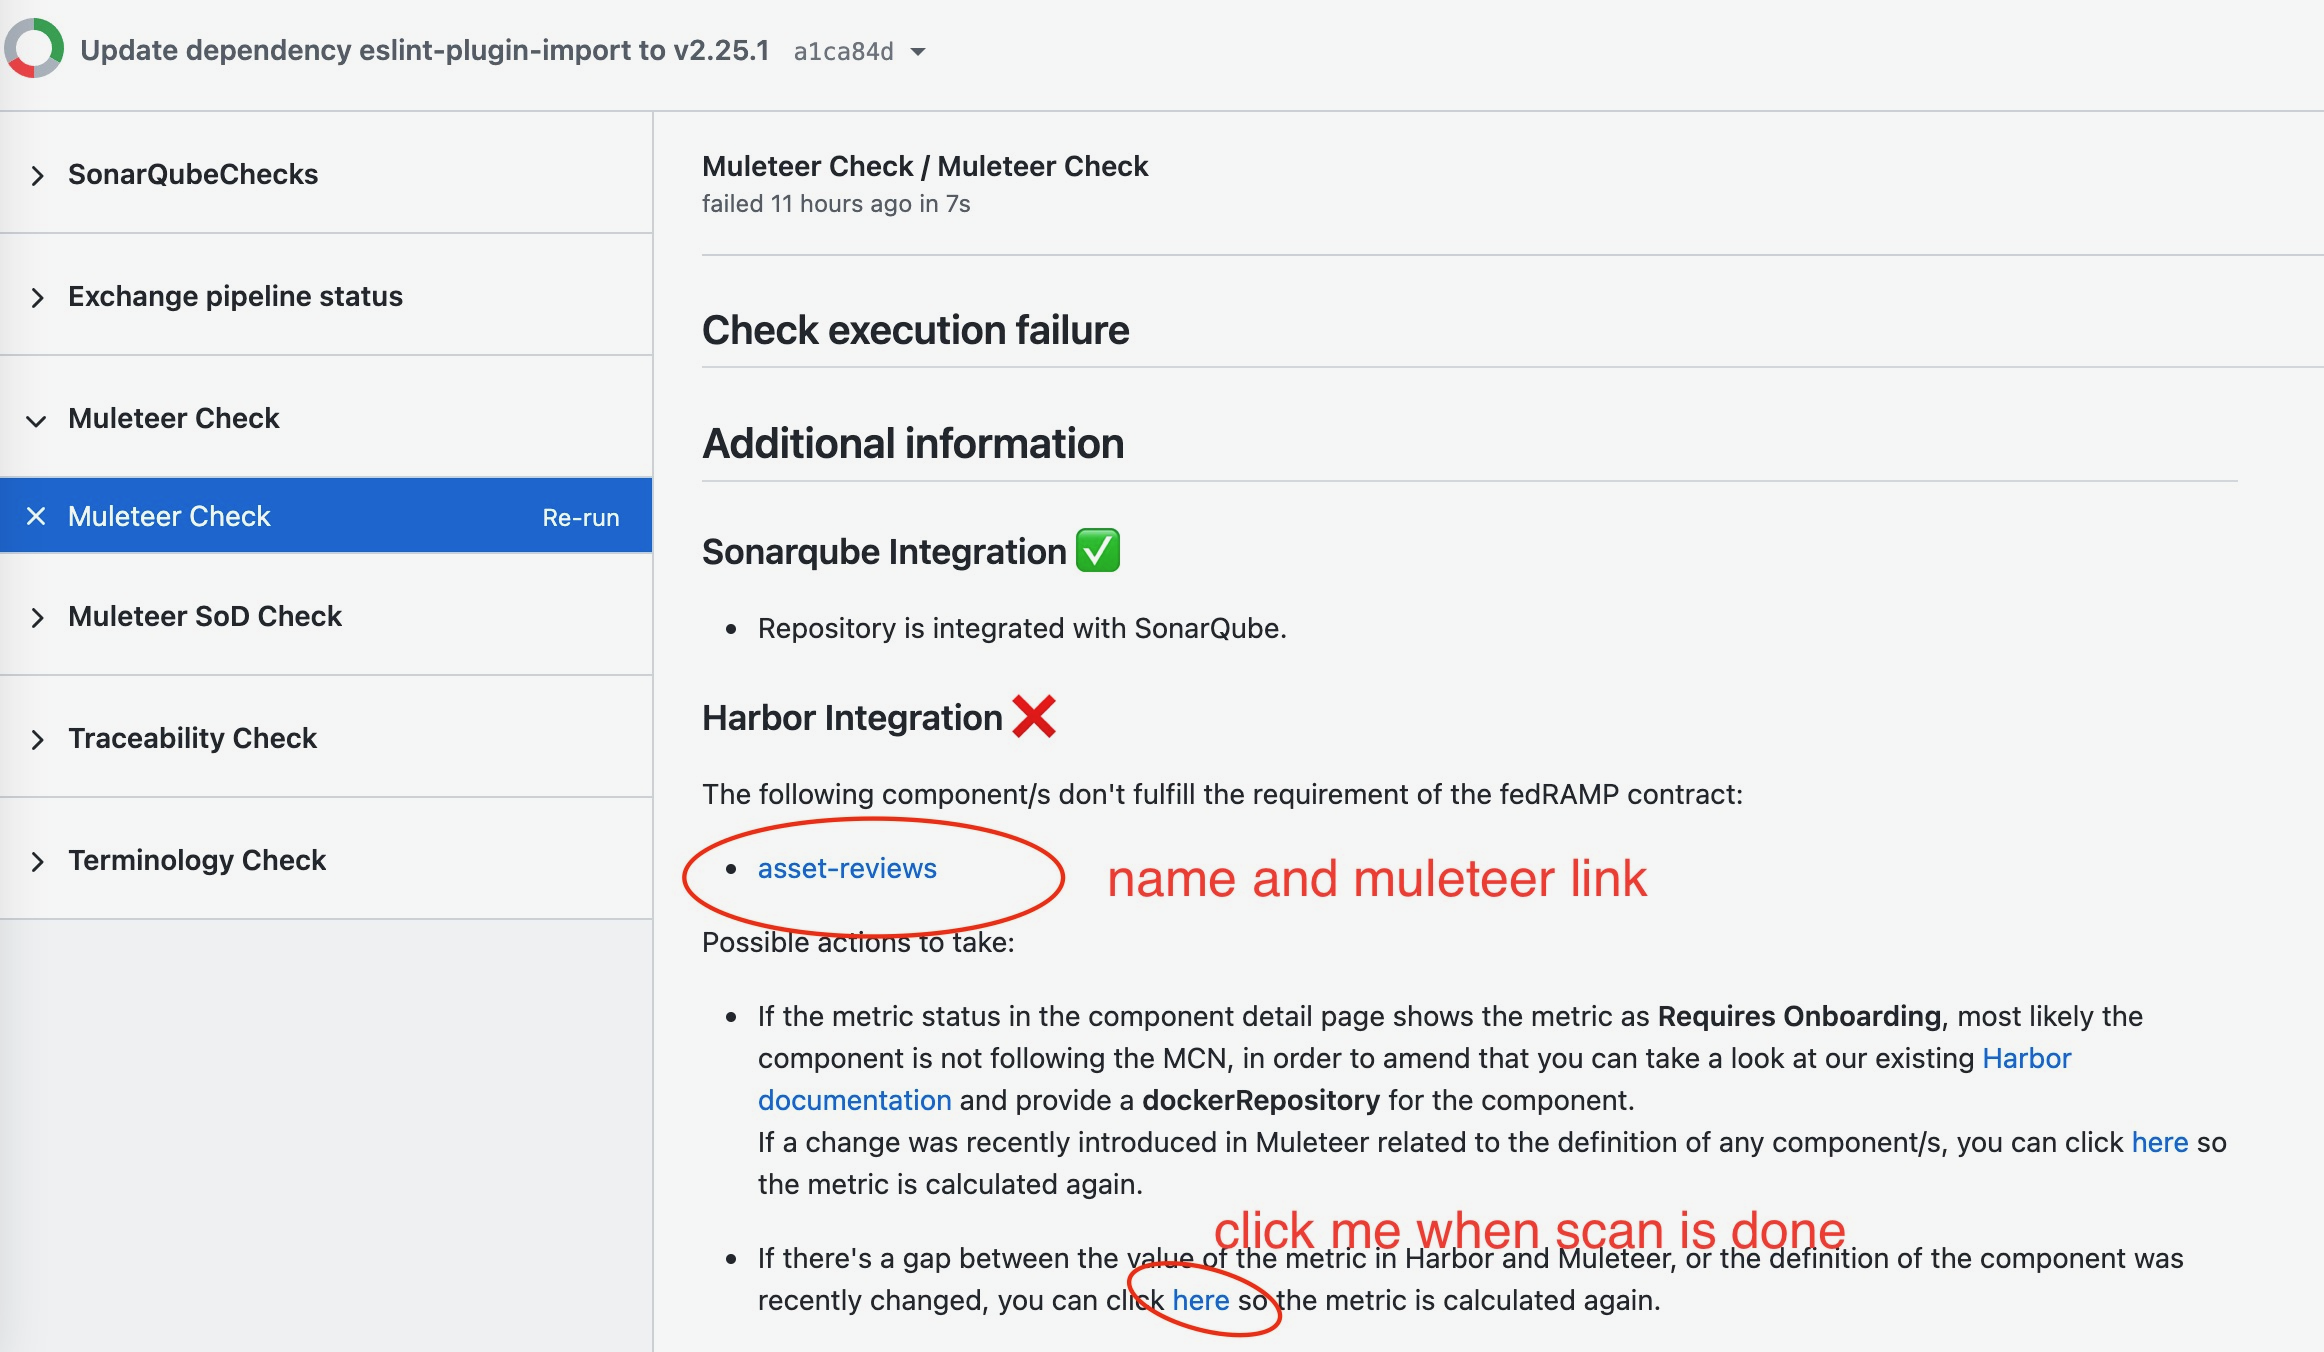 Update dependency eslint-plugin-import to v2.25.1 a1ca84d
SonarQubeChecks
Exchange pipeline status
Muleteer Check
Muleteer Check Re-run
Muleteer SoD Check
Traceability Check
Terminology Check
Muleteer Check / Muleteer Check
failed 11 hours ago in 7s
Check execution failure
Additional information
Sonarqube Integration ✅
• Repository is integrated with SonarQube.
Harbor Integration ❌
The following component/s don't fulfill the requirement of the fedRAMP contract:
• asset-reviews
name and muleteer link
Possible actions to take:
• If the metric status in the component detail page shows the metric as Requires Onboarding, most likely the
component is not following the MCN, in order to amend that you can take a look at our existing Harbor
documentation and provide a dockerRepository for the component.
If a change was recently introduced in Muleteer related to the definition of any component/s, you can click here so
the metric is calculated again.
click me when scan is done
• If there's a gap between the value of the metric in Harbor and Muleteer, or the definition of the component was
recently changed, you can click here so the metric is calculated again.